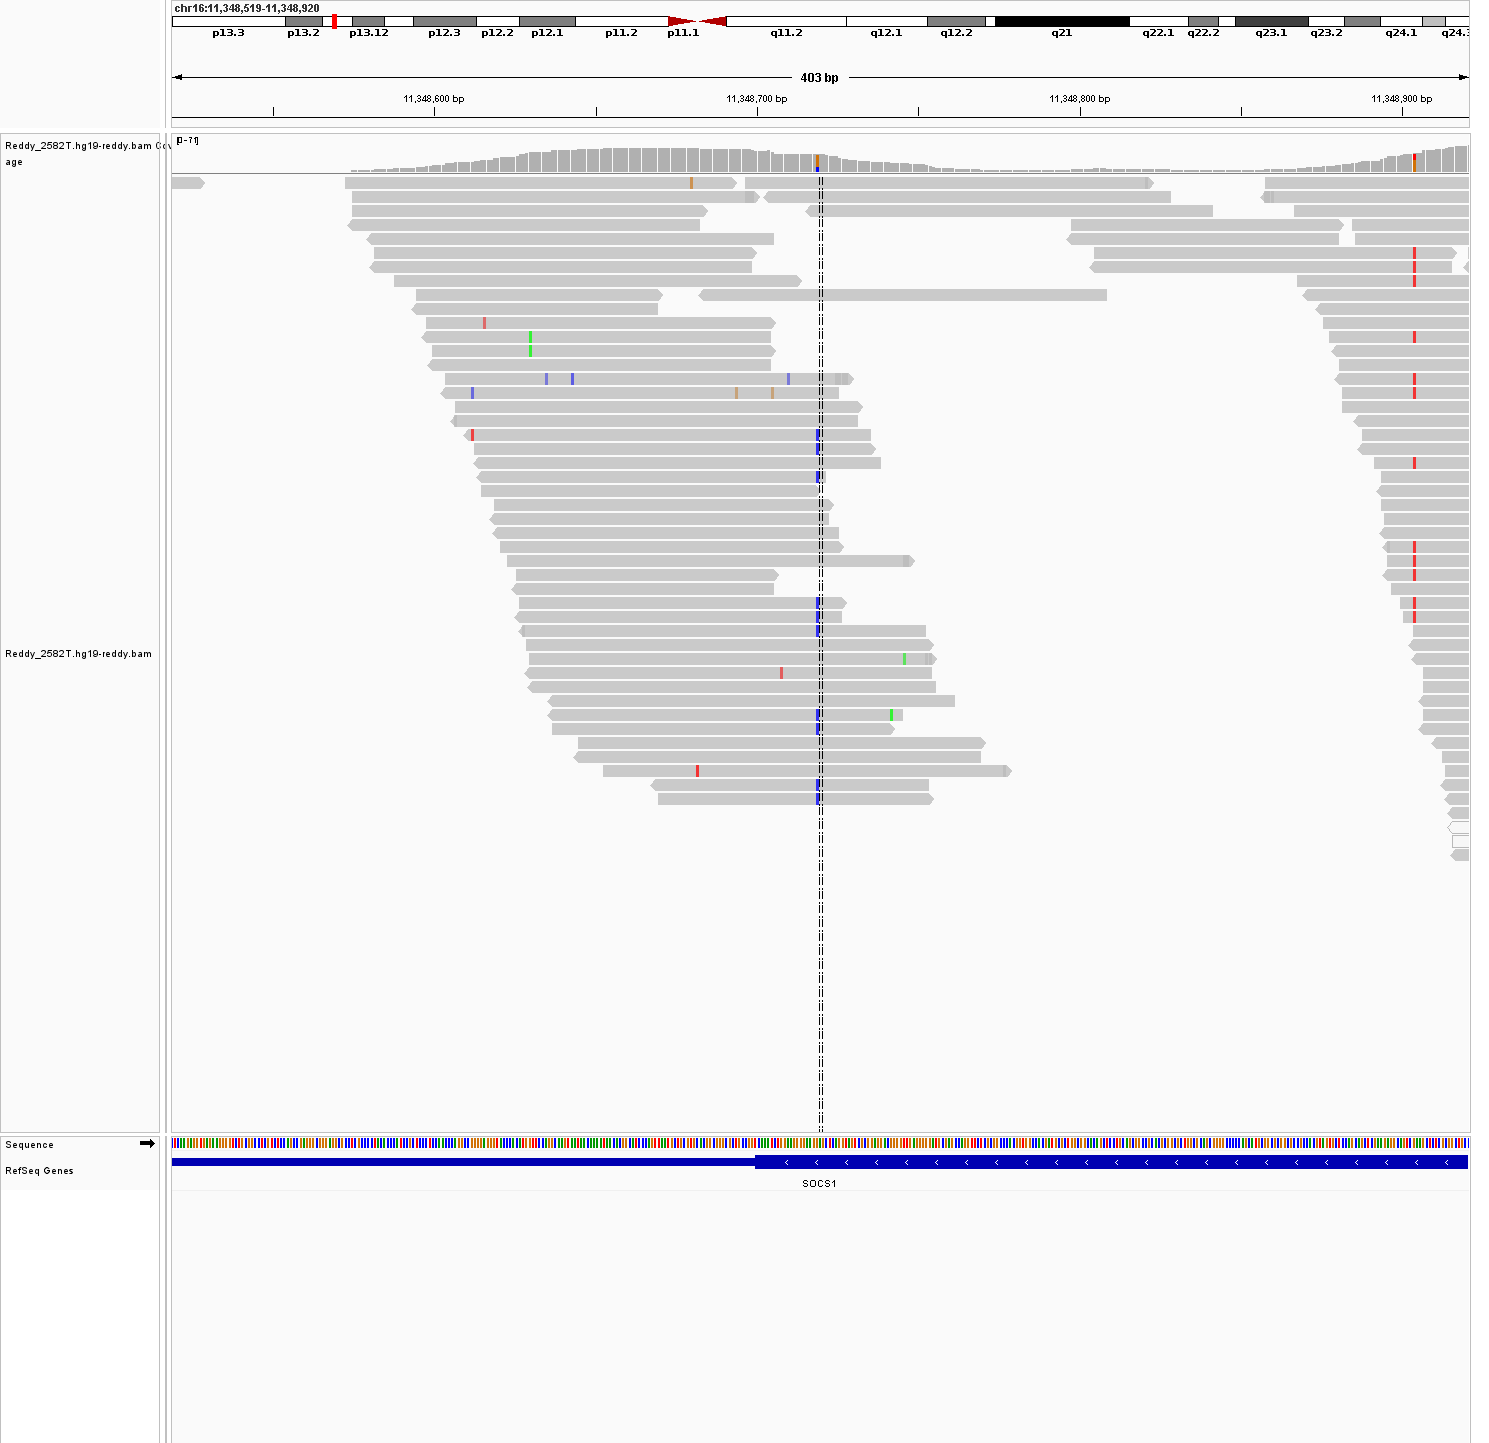 chr16:11,348,519-11,348,920
p13.3 p13.2 p13.12 p12.3 p12.2 p12.1 p11.2 p11.1 q11.2 q12.1 q12.2 q21 q22.1 q22.2 q23.1 q23.2 q24.1 q24.3
403 bp
11,348,600 bp 11,348,700 bp 11,348,800 bp 11,348,900 bp
[0-71]
Reddy_2582T.hg19-reddy.bam Cov
age
Reddy_2582T.hg19-reddy.bam
Sequence
RefSeq Genes
SOCS1